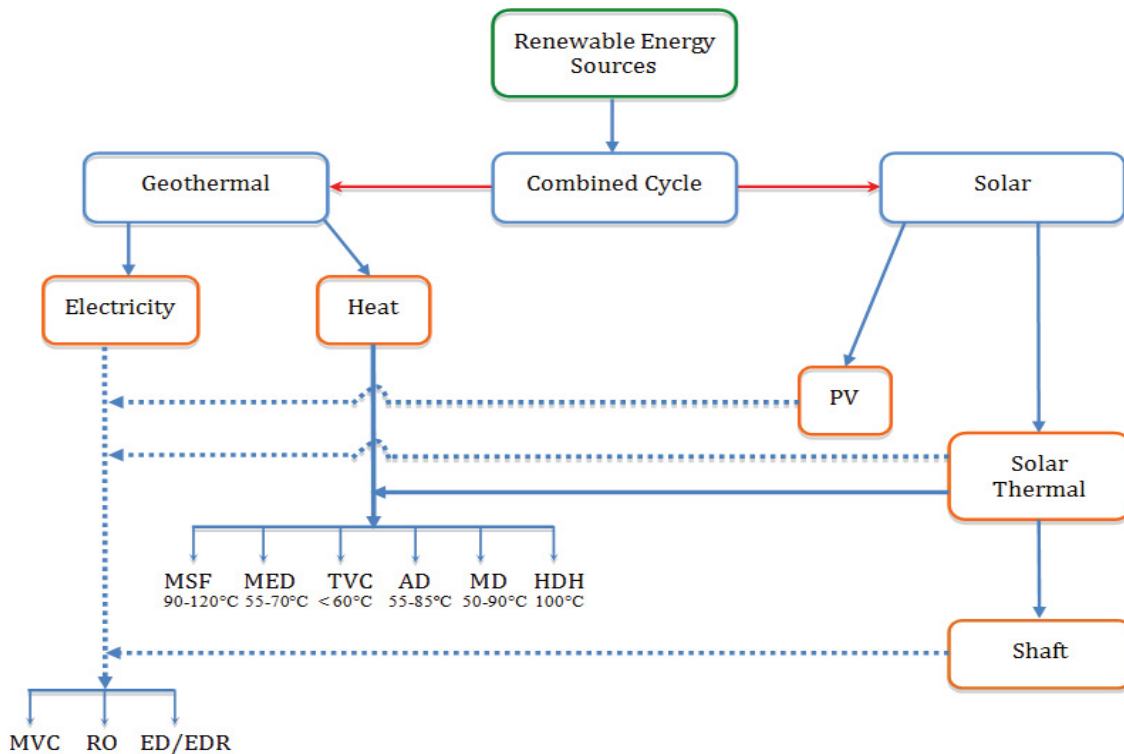 Renewable Energy
Sources
Geothermal
Combined Cycle
Solar
Electricity
Heat
PV
Solar
Thermal
MSF MED TVC AD MD HDH
90-120°C 55-70°C <60°C 55-85°C 50-90°C 100°C
Shaft
MVC RO ED/EDR